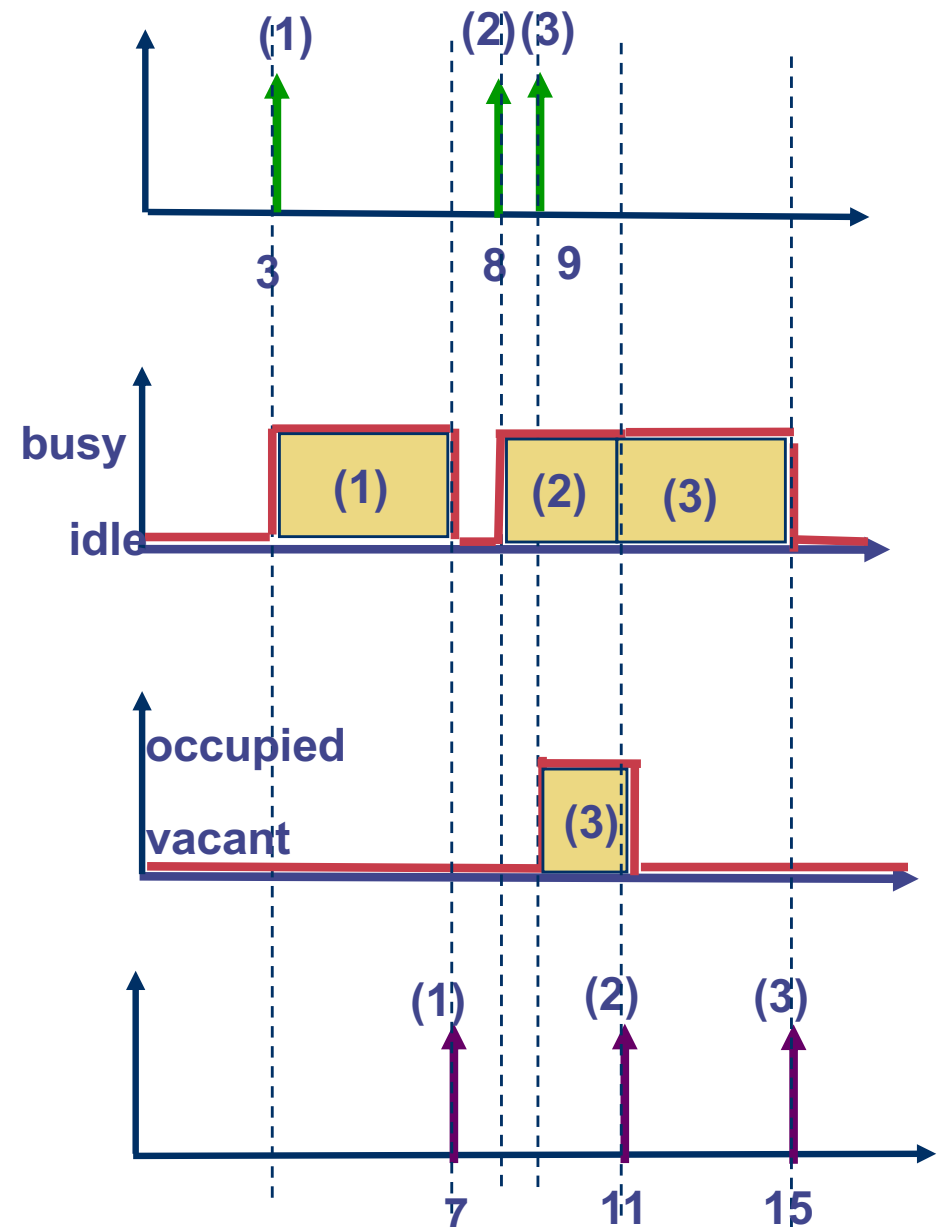 (1) (2) (3)
3 8 9
busy
(1) (2) (3)
idle
occupied
vacant (3)
(1) (2) (3)
7 11 15